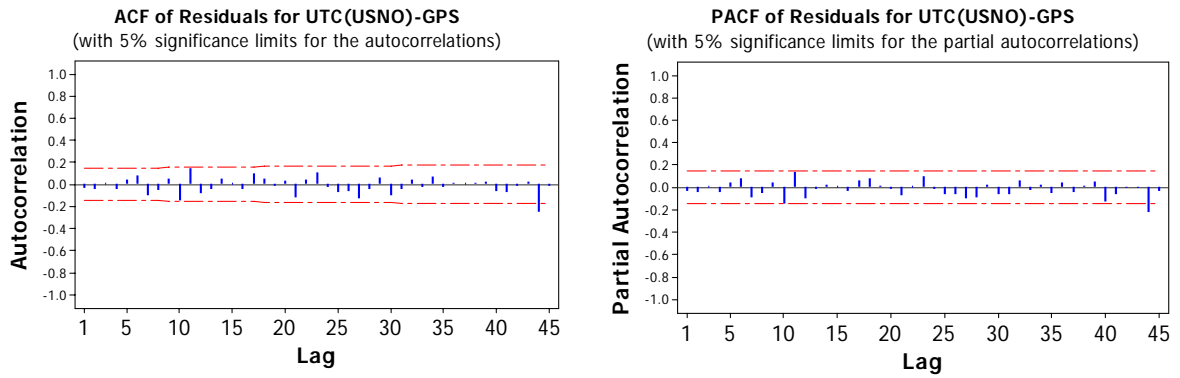 ACF of Residuals for UTC(USNO)-GPS
(with 5% significance limits for the autocorrelations)
Autocorrelation
1.0
0.8
0.6
0.4
0.2
0.0
-0.2
-0.4
-0.6
-0.8
-1.0
1 5 10 15 20 25 30 35 40 45
Lag
PACF of Residuals for UTC(USNO)-GPS
(with 5% significance limits for the partial autocorrelations)
Partial Autocorrelation
1.0
0.8
0.6
0.4
0.2
0.0
-0.2
-0.4
-0.6
-0.8
-1.0
1 5 10 15 20 25 30 35 40 45
Lag